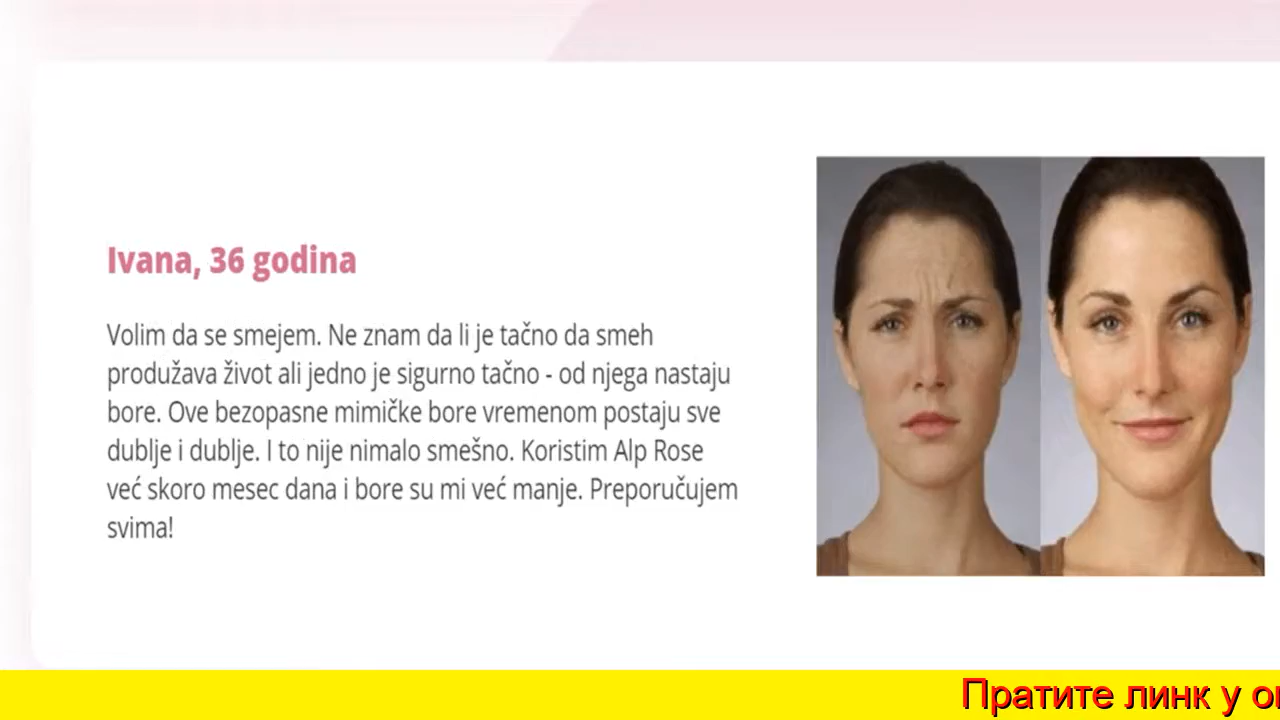 Ivana, 36 godina
Volim da se smejem. Ne znam da li je tačno da smeh
produžava život ali jedno je sigurno tačno - od njega nastaju
bore. Ove bezopasne mimičke bore vremenom postaju sve
dublje i dublje. I to nije nimalo smešno. Koristim Alp Rose
već skoro mesec dana i bore su mi već manje. Preporučujem
svima!
Пратите линк у